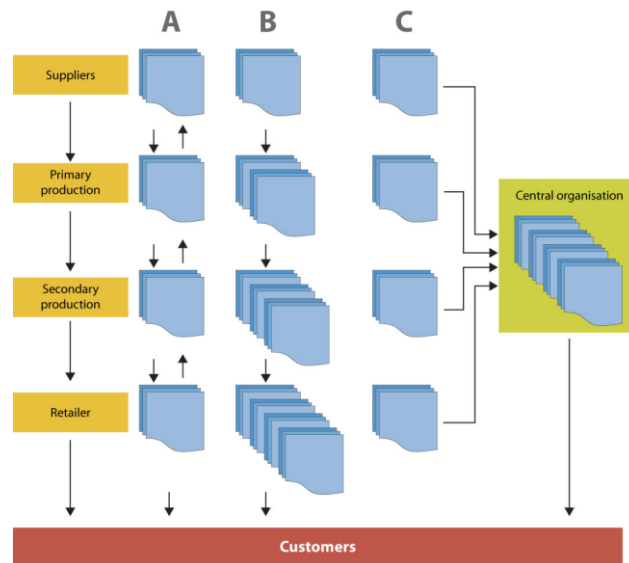 A B C
Suppliers
Primary
production
Central organisation
Secondary
production
Retailer
Customers